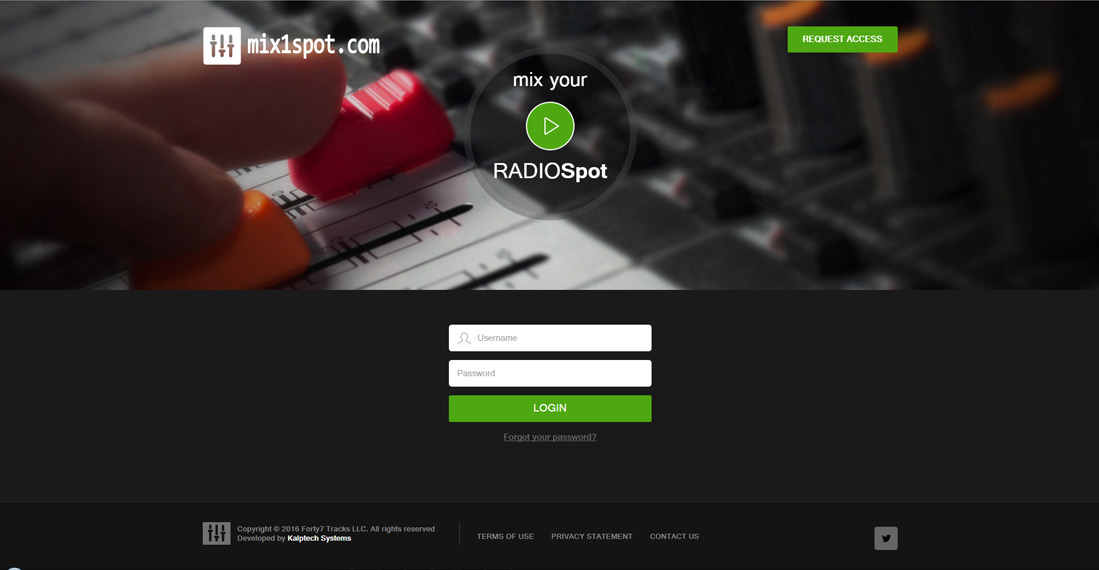 mix1spot.com
REQUEST ACCESS
mix your
RADIOSpot
Username
Password
LOGIN
Forgot your password?
Copyright © 2016 Forty7 Tracks LLC. All rights reserved
Developed by Kalptech Systems
TERMS OF USE
PRIVACY STATEMENT
CONTACT US